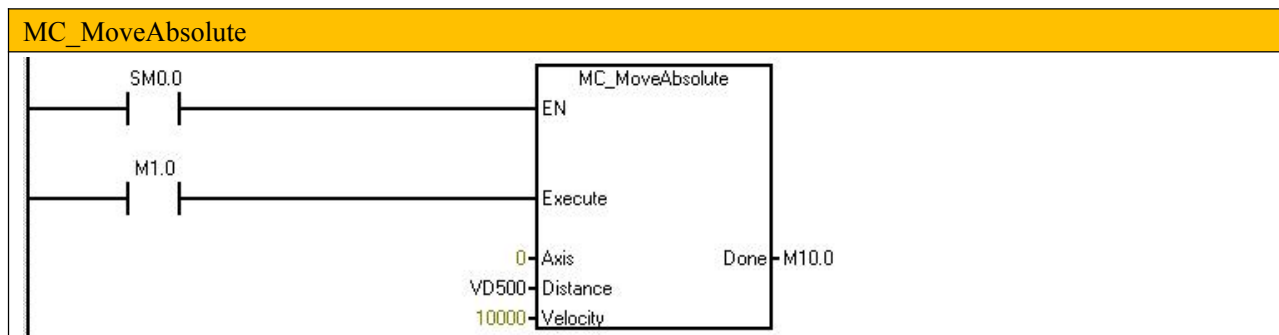 MC_MoveAbsolute
SM0.0
MC_MoveAbsolute
EN
M1.0
Execute
0 Axis Done M10.0
VD500 Distance
10000 Velocity